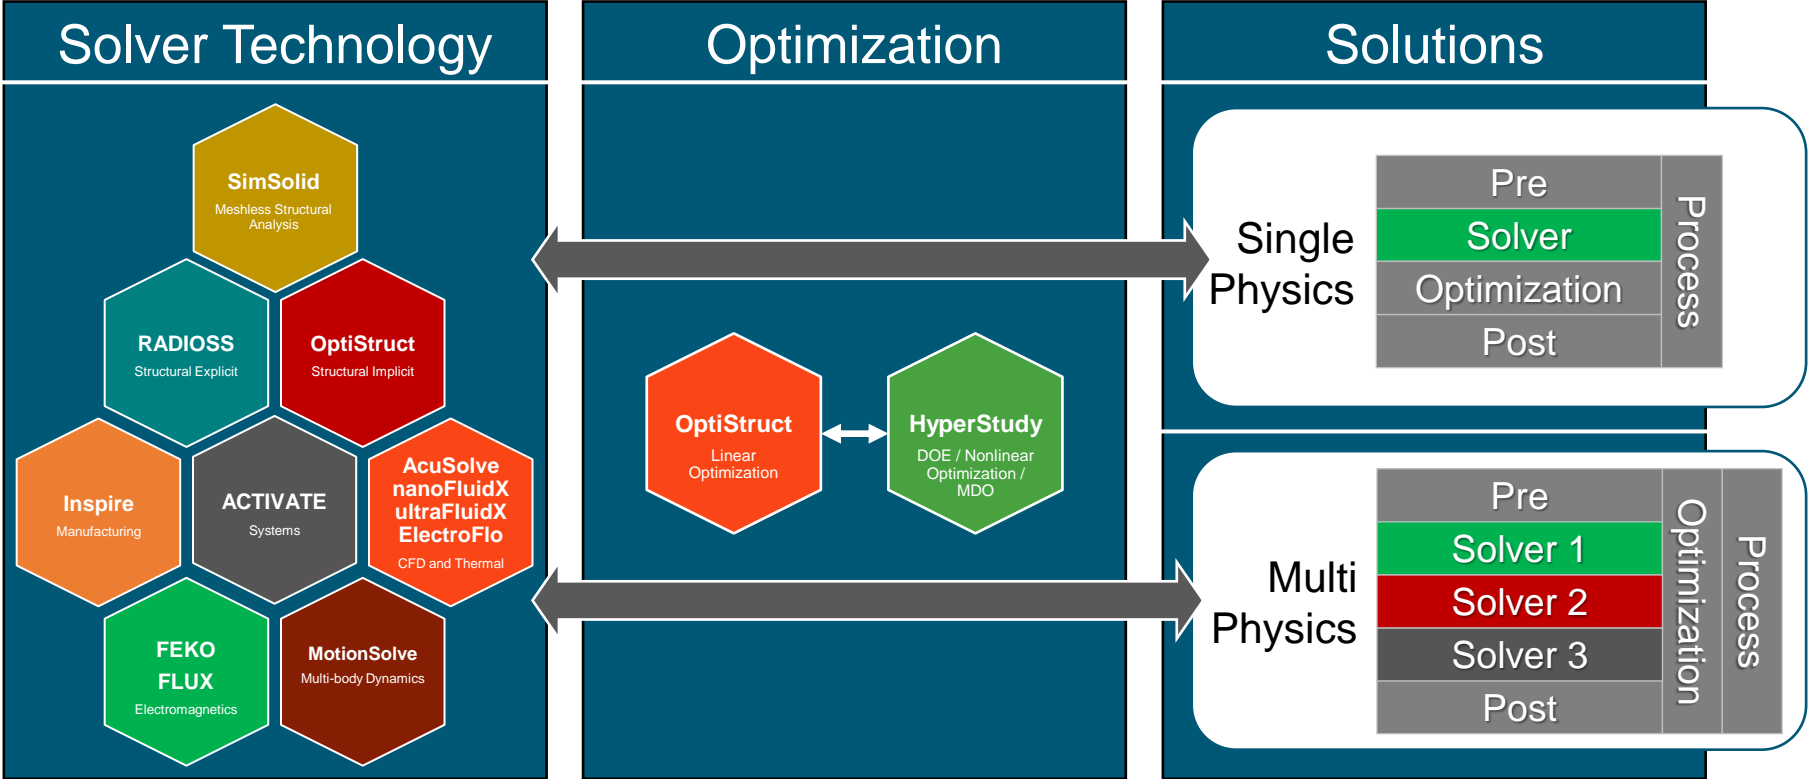 Solver Technology
SimSolid
Meshless Structural
Analysis
RADIOSS
Structural Explicit
OptiStruct
Structural Implicit
Inspire
Manufacturing
ACTIVATE
Systems
AcuSolve
nanoFluidX
ultraFluidX
ElectroFlo
CFD and Thermal
FEKO
FLUX
Electromagnetics
MotionSolve
Multi-body Dynamics
Optimization
OptiStruct
Linear
Optimization
HyperStudy
DOE / Nonlinear
Optimization /
MDO
Solutions
Single
Physics
Pre
Solver
Optimization
Post
Process
Multi
Physics
Pre
Solver 1
Solver 2
Solver 3
Post
Optimization
Process